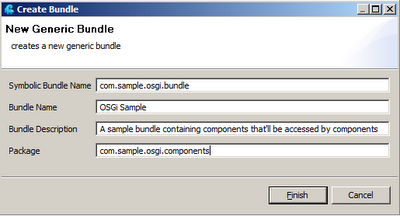 Create Bundle
New Generic Bundle
creates a new generic bundle
Symbolic Bundle Name com.sample.osgi.bundle
Bundle Name OSGi Sample
Bundle Description A sample bundle containing components that'll be accessed by components
Package com.sample.osgi.components
Finish Cancel